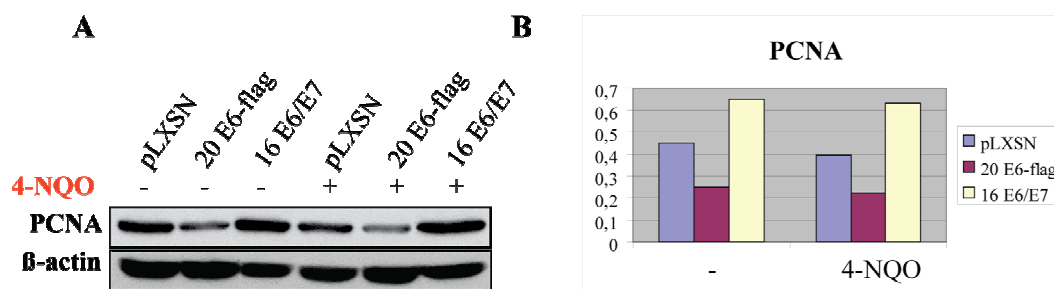 A
pLXSN
20 E6-flag
16 E6/E7
pLXSN
20 E6-flag
16 E6/E7
4-NQO - - - + + +
PCNA
ß-actin
B
PCNA
0,7
0,6
0,5
0,4
0,3
0,2
0,1
0
- 4-NQO
pLXSN
20 E6-flag
16 E6/E7